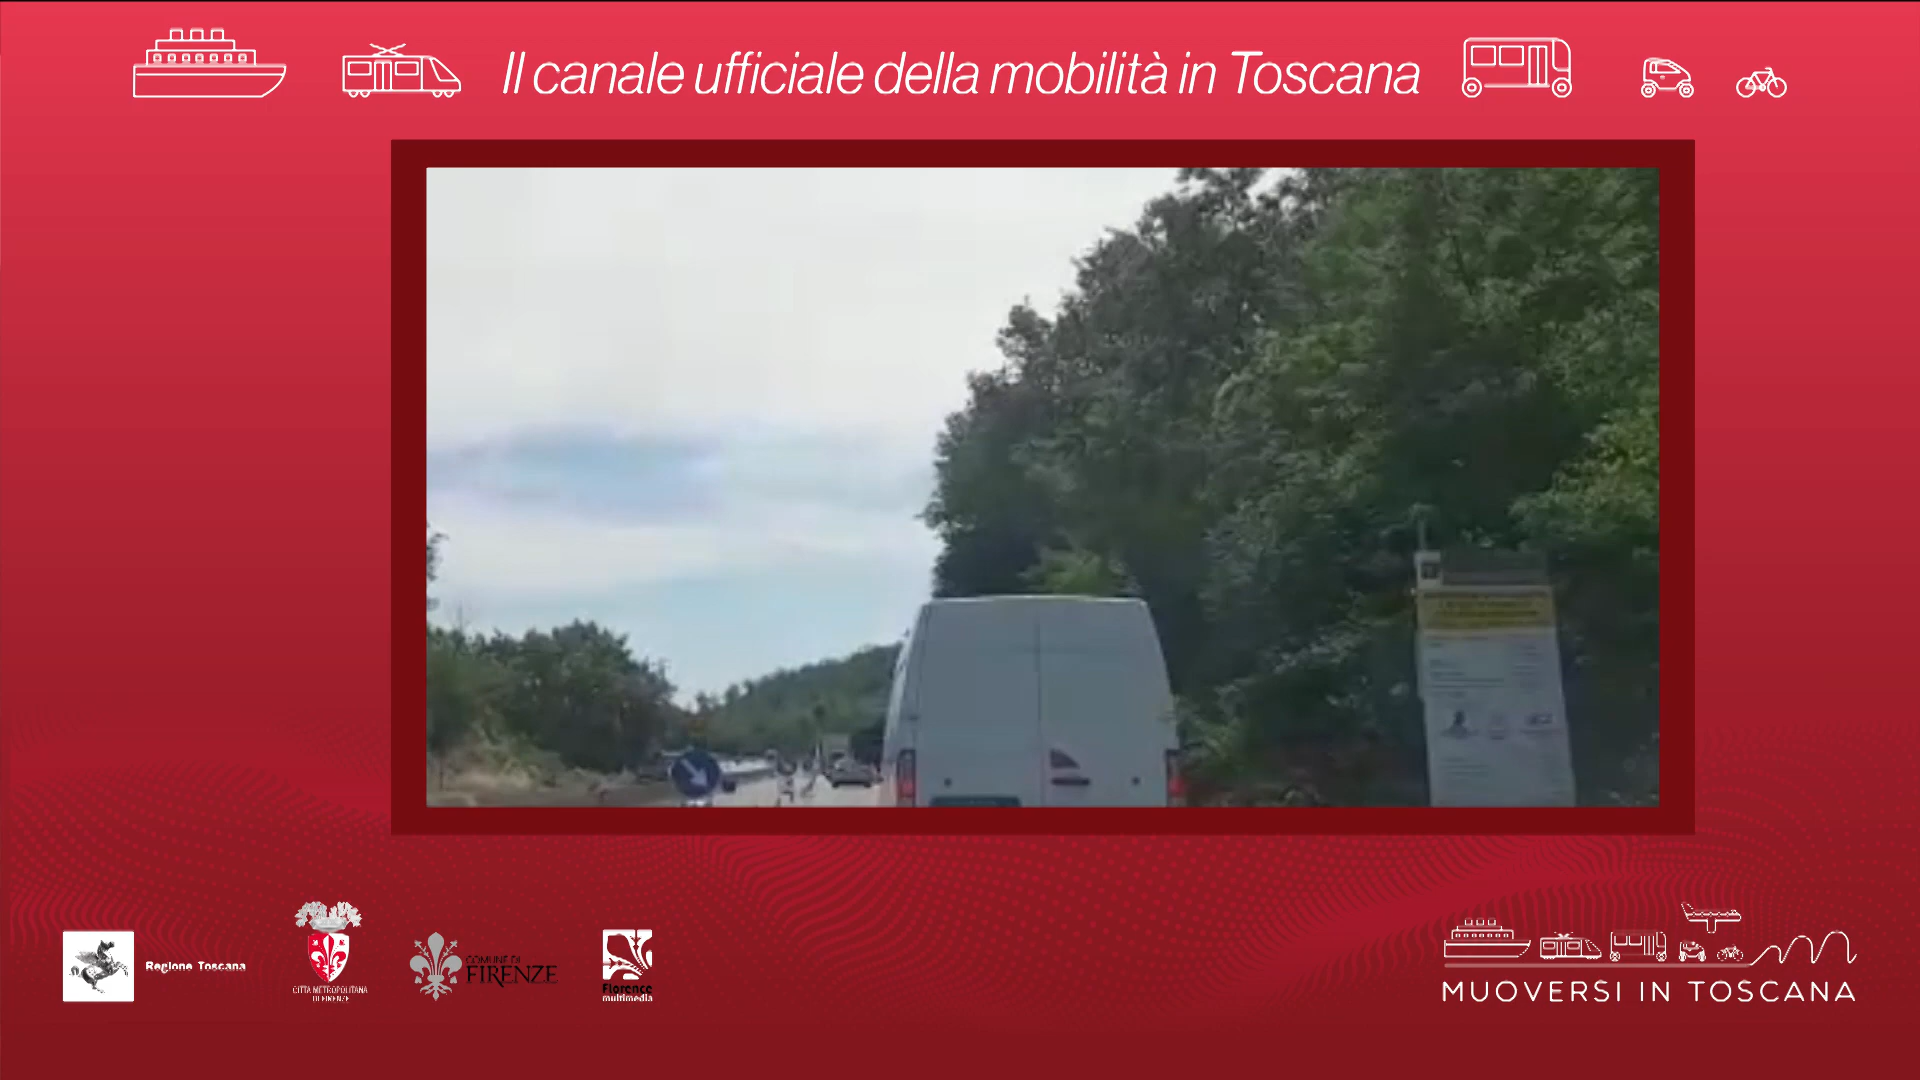 Il canale ufficiale della mobilità in Toscana
Regione Toscana
CITTÀ METROPOLITANA
DI FIRENZE
COMUNE DI
FIRENZE
Florence
multimedia
MUOVERSI IN TOSCANA